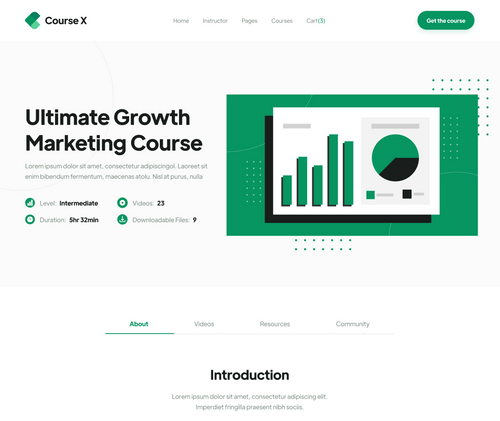 Course X
Home Instructor Pages Courses Cart(3)
Get the course
Ultimate Growth
Marketing Course
Lorem ipsum dolor sit amet, consectetur adipiscingol. Laoreet sit
enim bibendum fermentum, maecenas atolu. Nisi sit purus, nulla
Level: Intermediate
Videos: 23
Duration: 5hr 32min
Downloadable Files: 9
About Videos Resources Community
Introduction
Lorem ipsum dolor sit amet, consectetur adipiscing elit.
Imperdiet fringilla praesent nibh sociis.